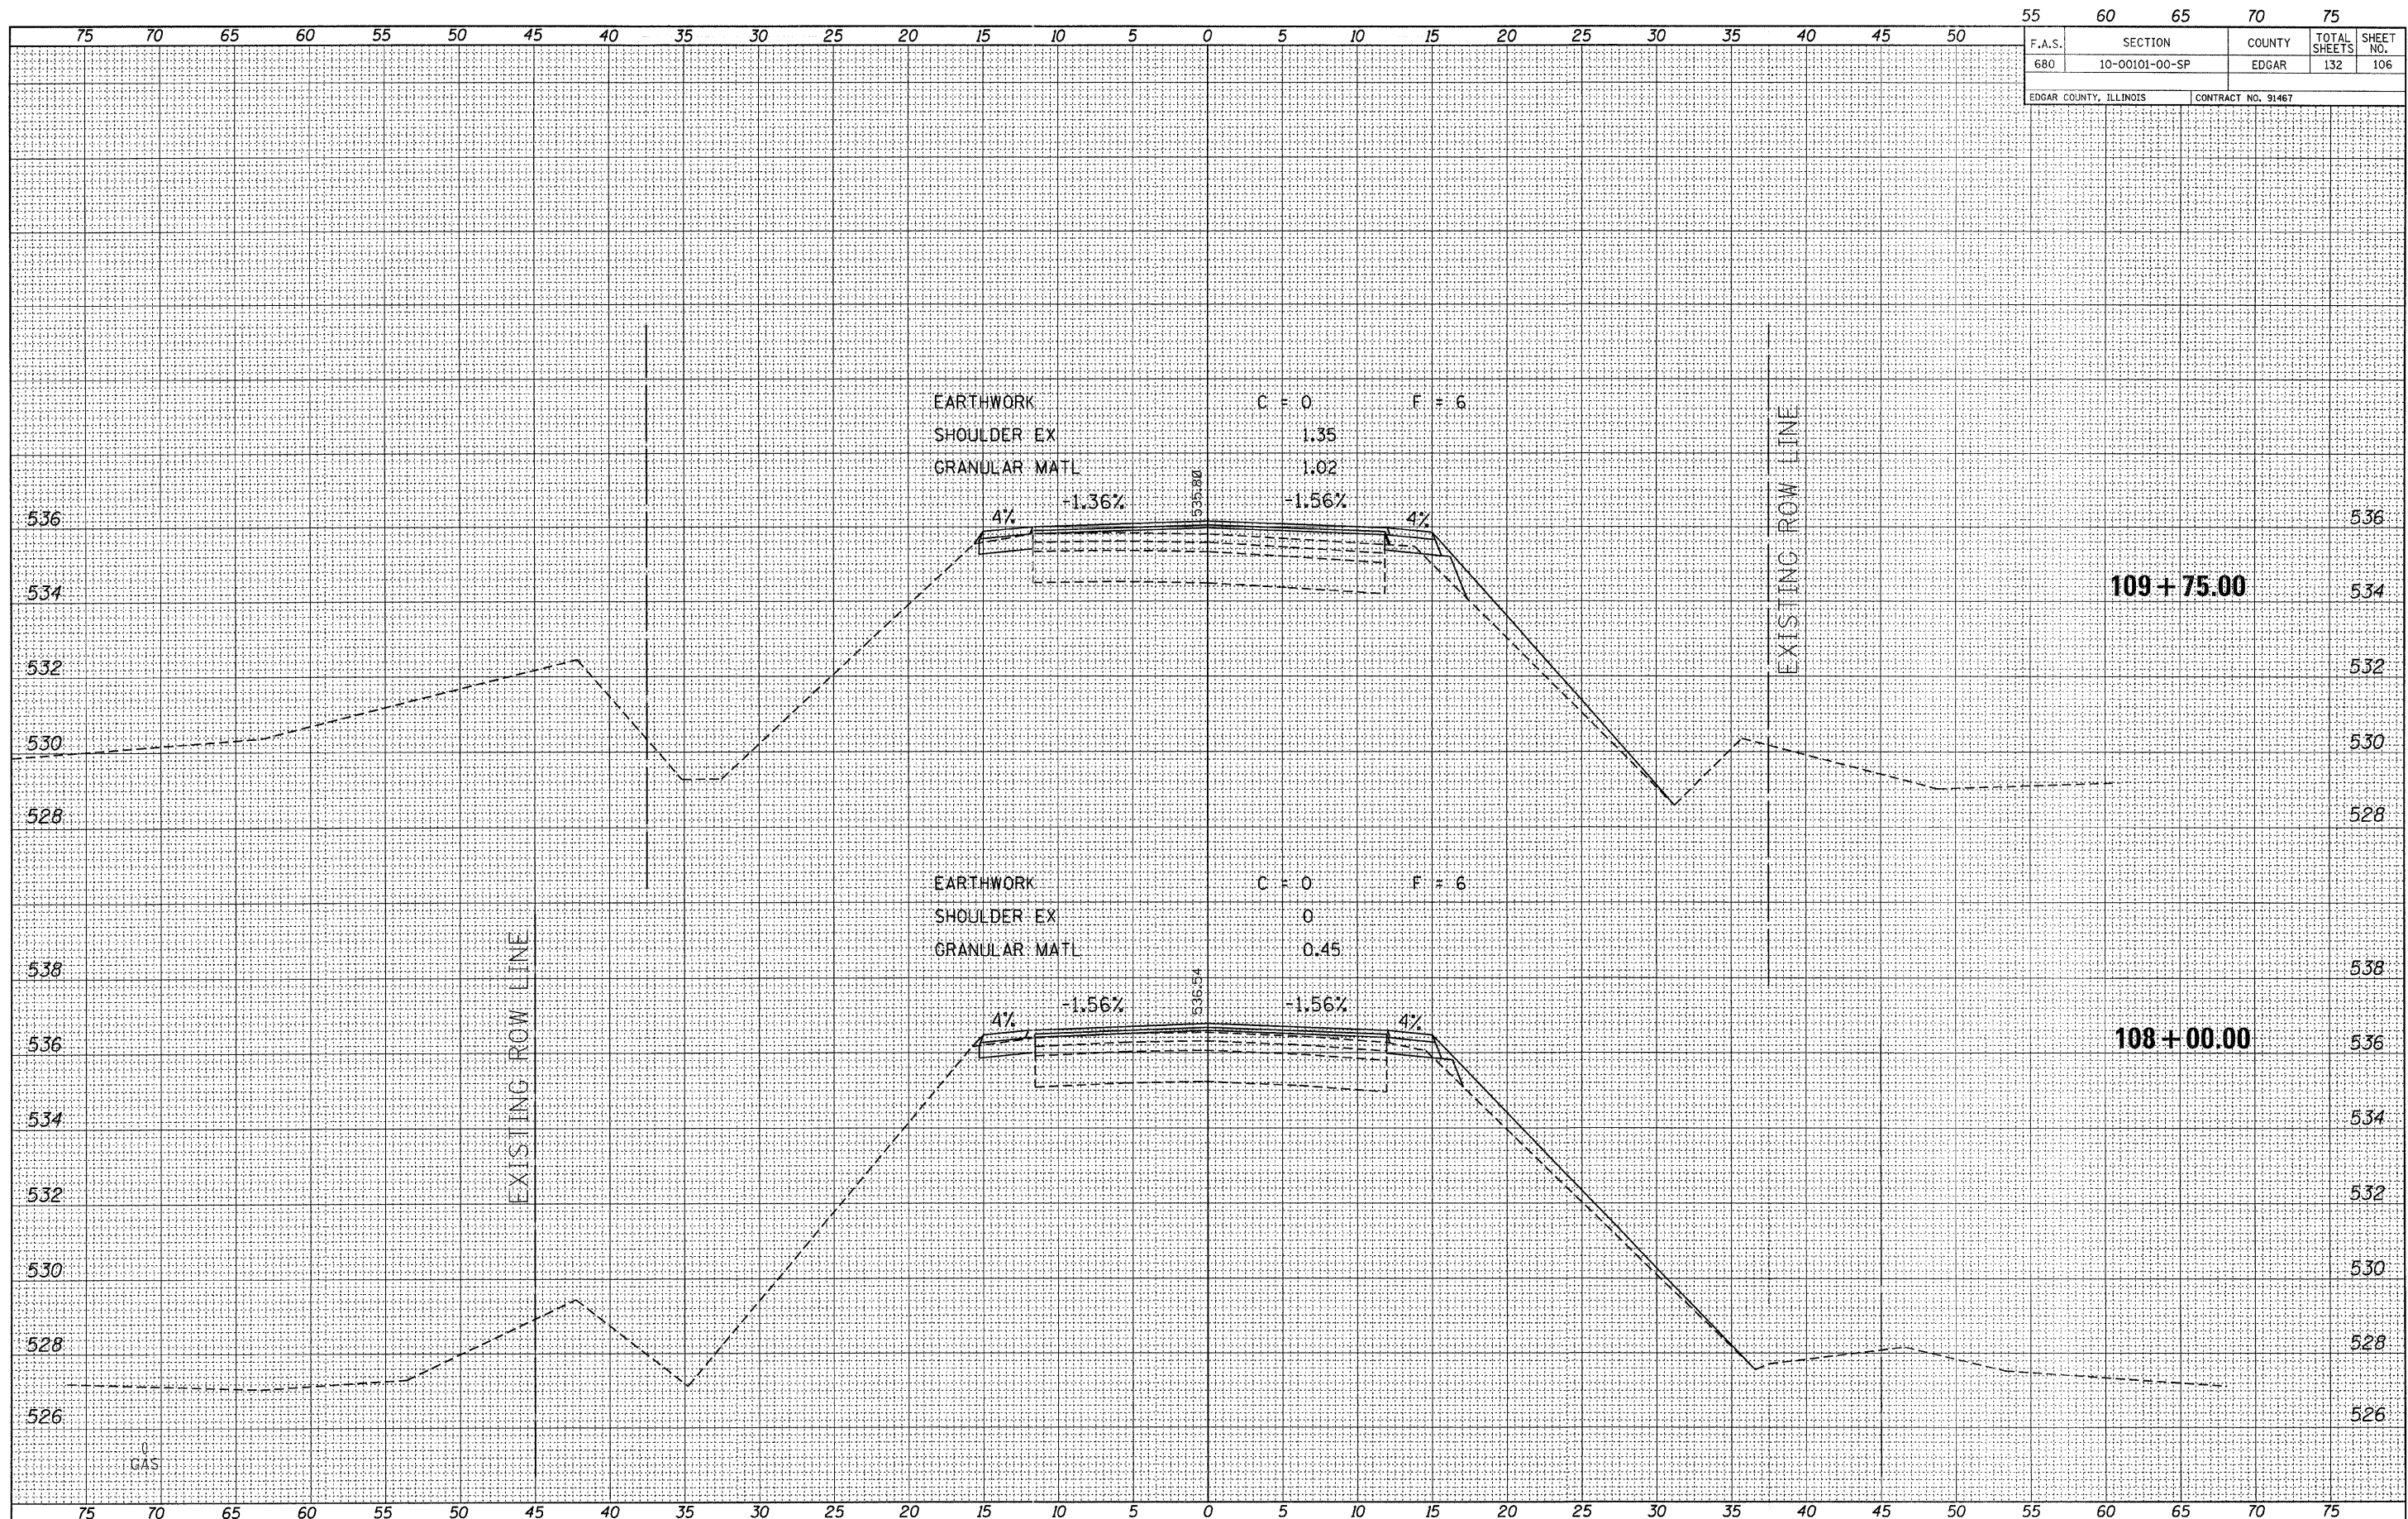 55 60 65 70 75
75 70 65 60 55 50 45 40 35 30 25 20 15 10 5 0 5 10 15 20 25 30 35 40 45 50
F.A.S. SECTION COUNTY TOTAL SHEETS SHEET NO.
680 10-00101-00-SP EDGAR 132 106
EDGAR COUNTY, ILLINOIS CONTRACT NO. 91467
EARTHWORK C = 0 F = 6
SHOULDER EX 1.35
GRANULAR MATL 1.02
535.80
-1.36% -1.56%
4% 4%
EXISTING ROW LINE
536 536
109+75.00
534 534
532 532
530 530
528 528
EARTHWORK C = 0 F = 6
SHOULDER EX 0
GRANULAR MATL 0.45
536.54
-1.56% -1.56%
4% 4%
EXISTING ROW LINE
538 538
108+00.00
536 536
534 534
532 532
530 530
528 528
526 526
0
GAS
75 70 65 60 55 50 45 40 35 30 25 20 15 10 5 0 5 10 15 20 25 30 35 40 45 50 55 60 65 70 75